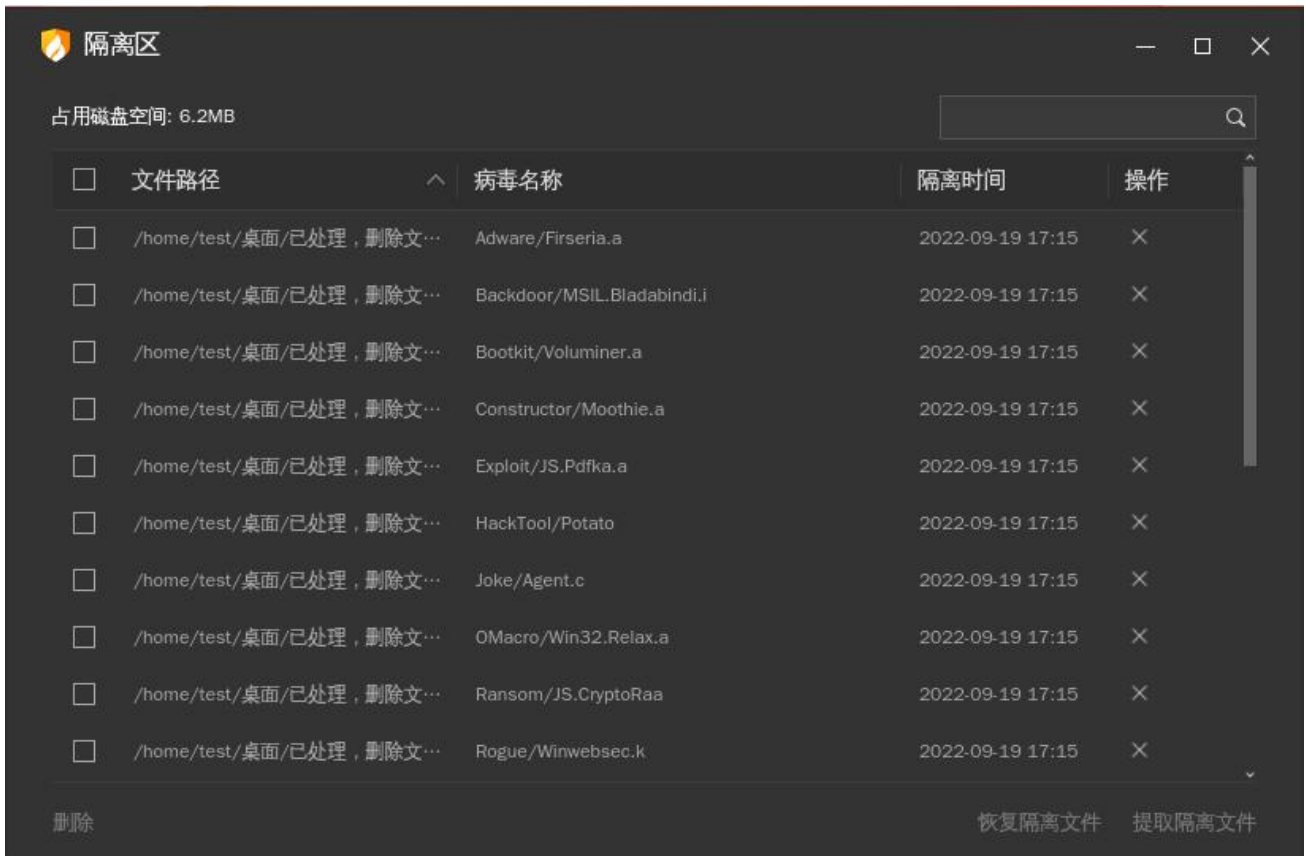 隔离区
占用磁盘空间: 6.2MB
文件路径 病毒名称 隔离时间 操作
/home/test/桌面/已处理，删除文… Adware/Firseria.a 2022-09-19 17:15
/home/test/桌面/已处理，删除文… Backdoor/MSIL.Bladabindi.i 2022-09-19 17:15
/home/test/桌面/已处理，删除文… Bootkit/Voluminer.a 2022-09-19 17:15
/home/test/桌面/已处理，删除文… Constructor/Moothie.a 2022-09-19 17:15
/home/test/桌面/已处理，删除文… Exploit/JS.Pdfka.a 2022-09-19 17:15
/home/test/桌面/已处理，删除文… HackTool/Potato 2022-09-19 17:15
/home/test/桌面/已处理，删除文… Joke/Agent.c 2022-09-19 17:15
/home/test/桌面/已处理，删除文… OMacro/Win32.Relax.a 2022-09-19 17:15
/home/test/桌面/已处理，删除文… Ransom/JS.CryptoRaa 2022-09-19 17:15
/home/test/桌面/已处理，删除文… Rogue/Winwebsec.k 2022-09-19 17:15
删除 恢复隔离文件 提取隔离文件